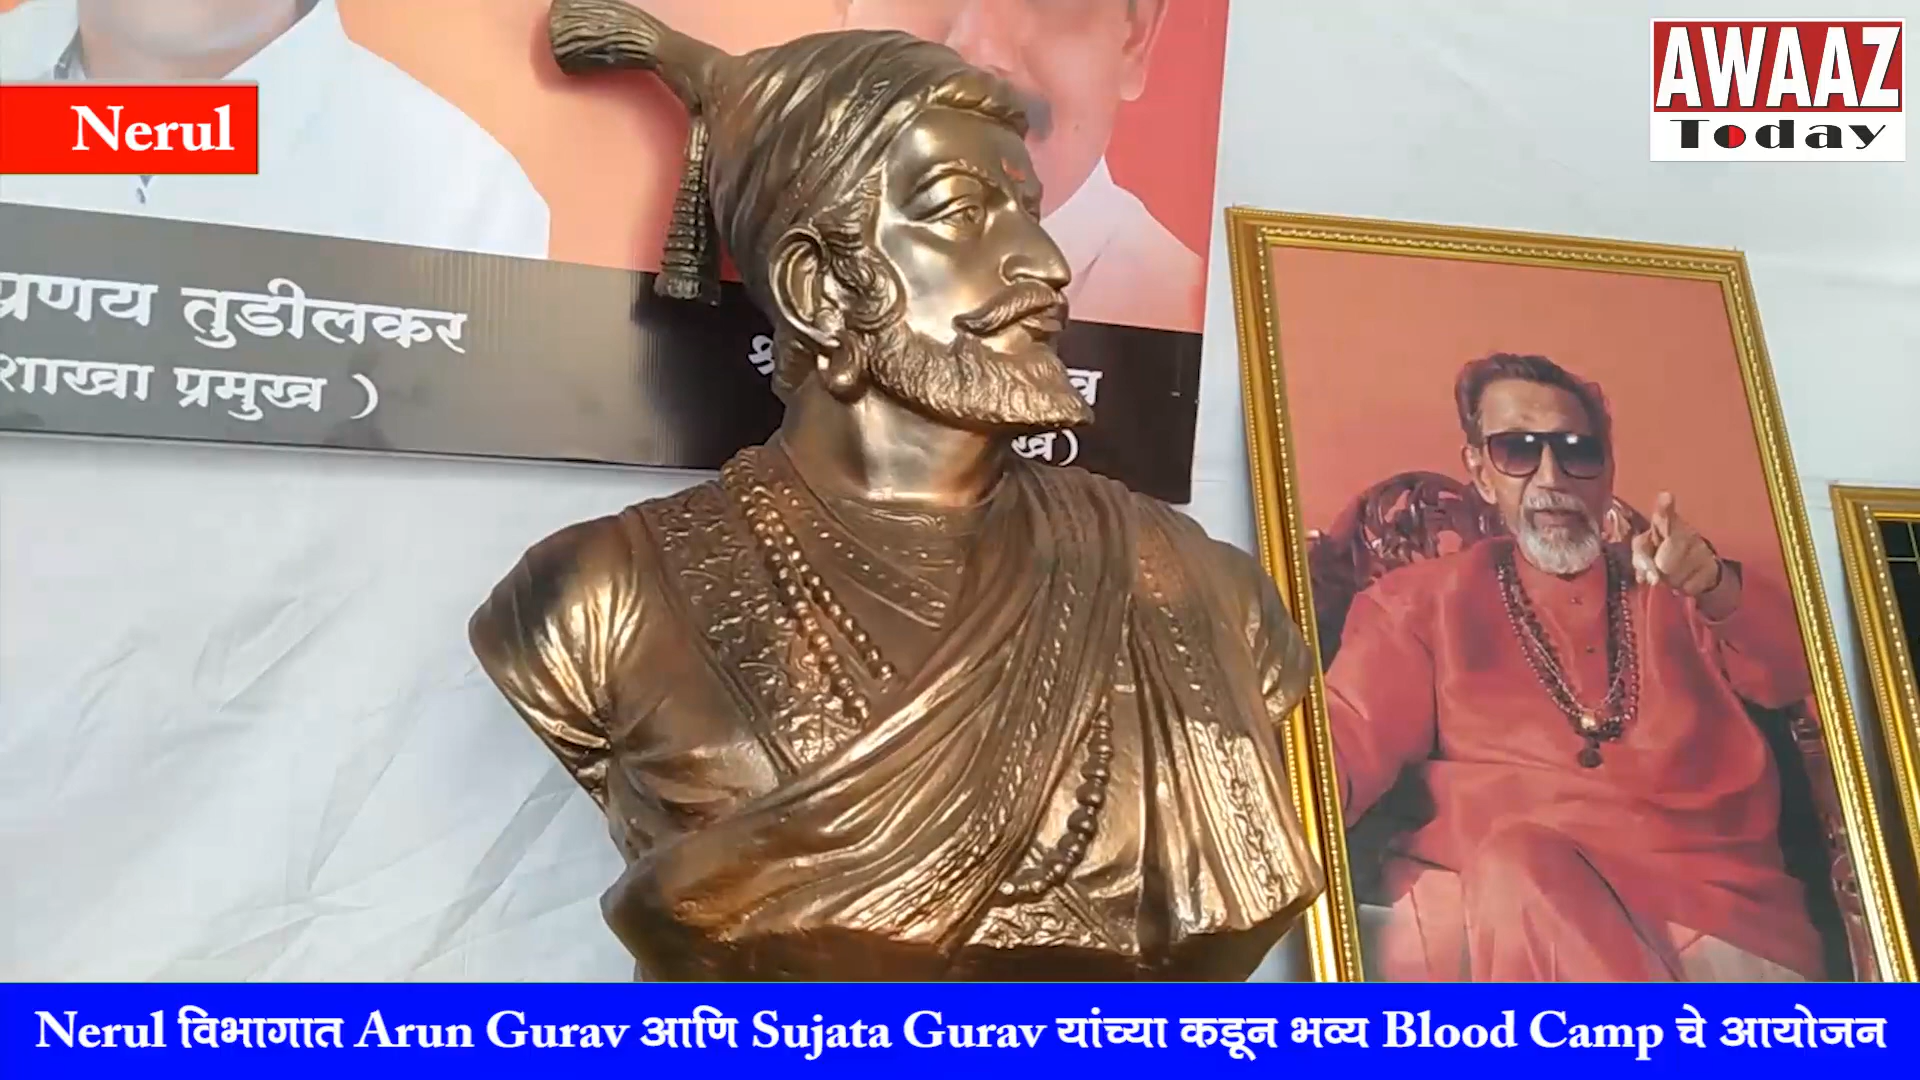 AWAAZ
Today
Nerul
प्रणय तुडीलकर
शाखा प्रमुख )
Nerul विभागात Arun Gurav आणि Sujata Gurav यांच्या कडून भव्य Blood Camp चे आयोजन